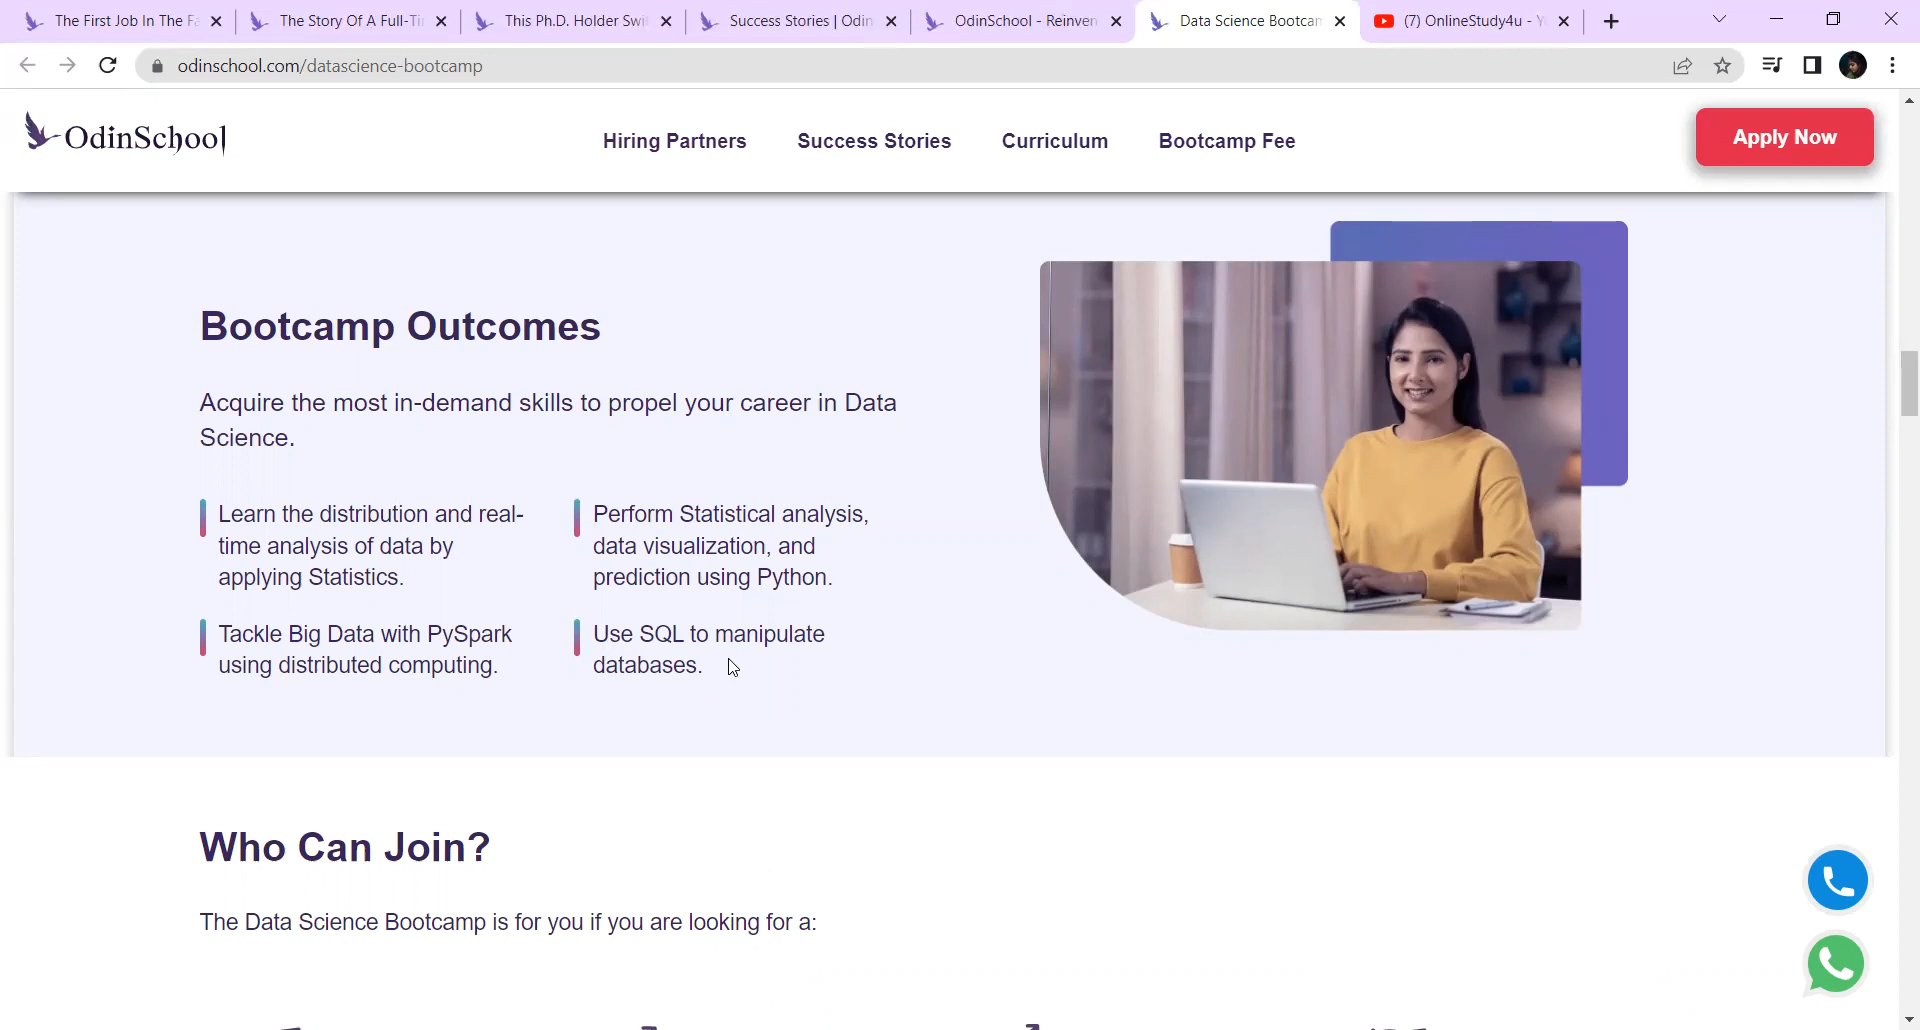 The First Job In The Fa
The Story Of A Full-Ti
This Ph.D. Holder Swi
Success Stories | Odin
OdinSchool - Reinven
Data Science Bootcam
(7) OnlineStudy4u - Y
odinschool.com/datascience-bootcamp
OdinSchool
Hiring Partners
Success Stories
Curriculum
Bootcamp Fee
Apply Now
Bootcamp Outcomes
Acquire the most in-demand skills to propel your career in Data
Science.
Learn the distribution and real-
time analysis of data by
applying Statistics.
Perform Statistical analysis,
data visualization, and
prediction using Python.
Tackle Big Data with PySpark
using distributed computing.
Use SQL to manipulate
databases.
Who Can Join?
The Data Science Bootcamp is for you if you are looking for a: